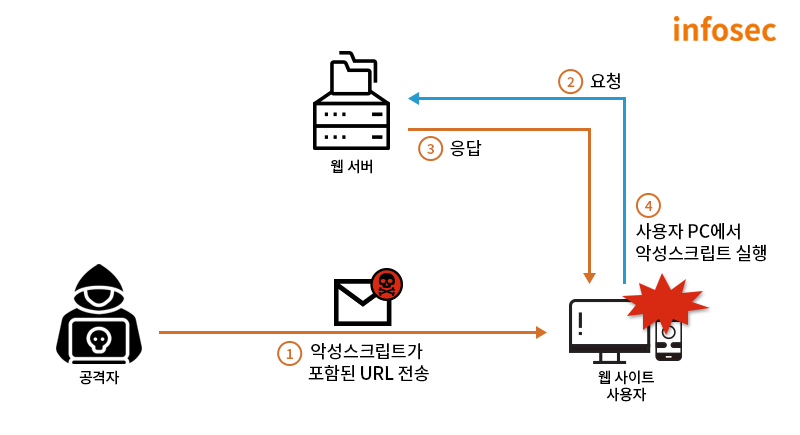 infosec
② 요청
③ 응답
웹 서버
④
사용자 PC에서
악성스크립트 실행
① 악성스크립트가
포함된 URL 전송
공격자
웹 사이트
사용자